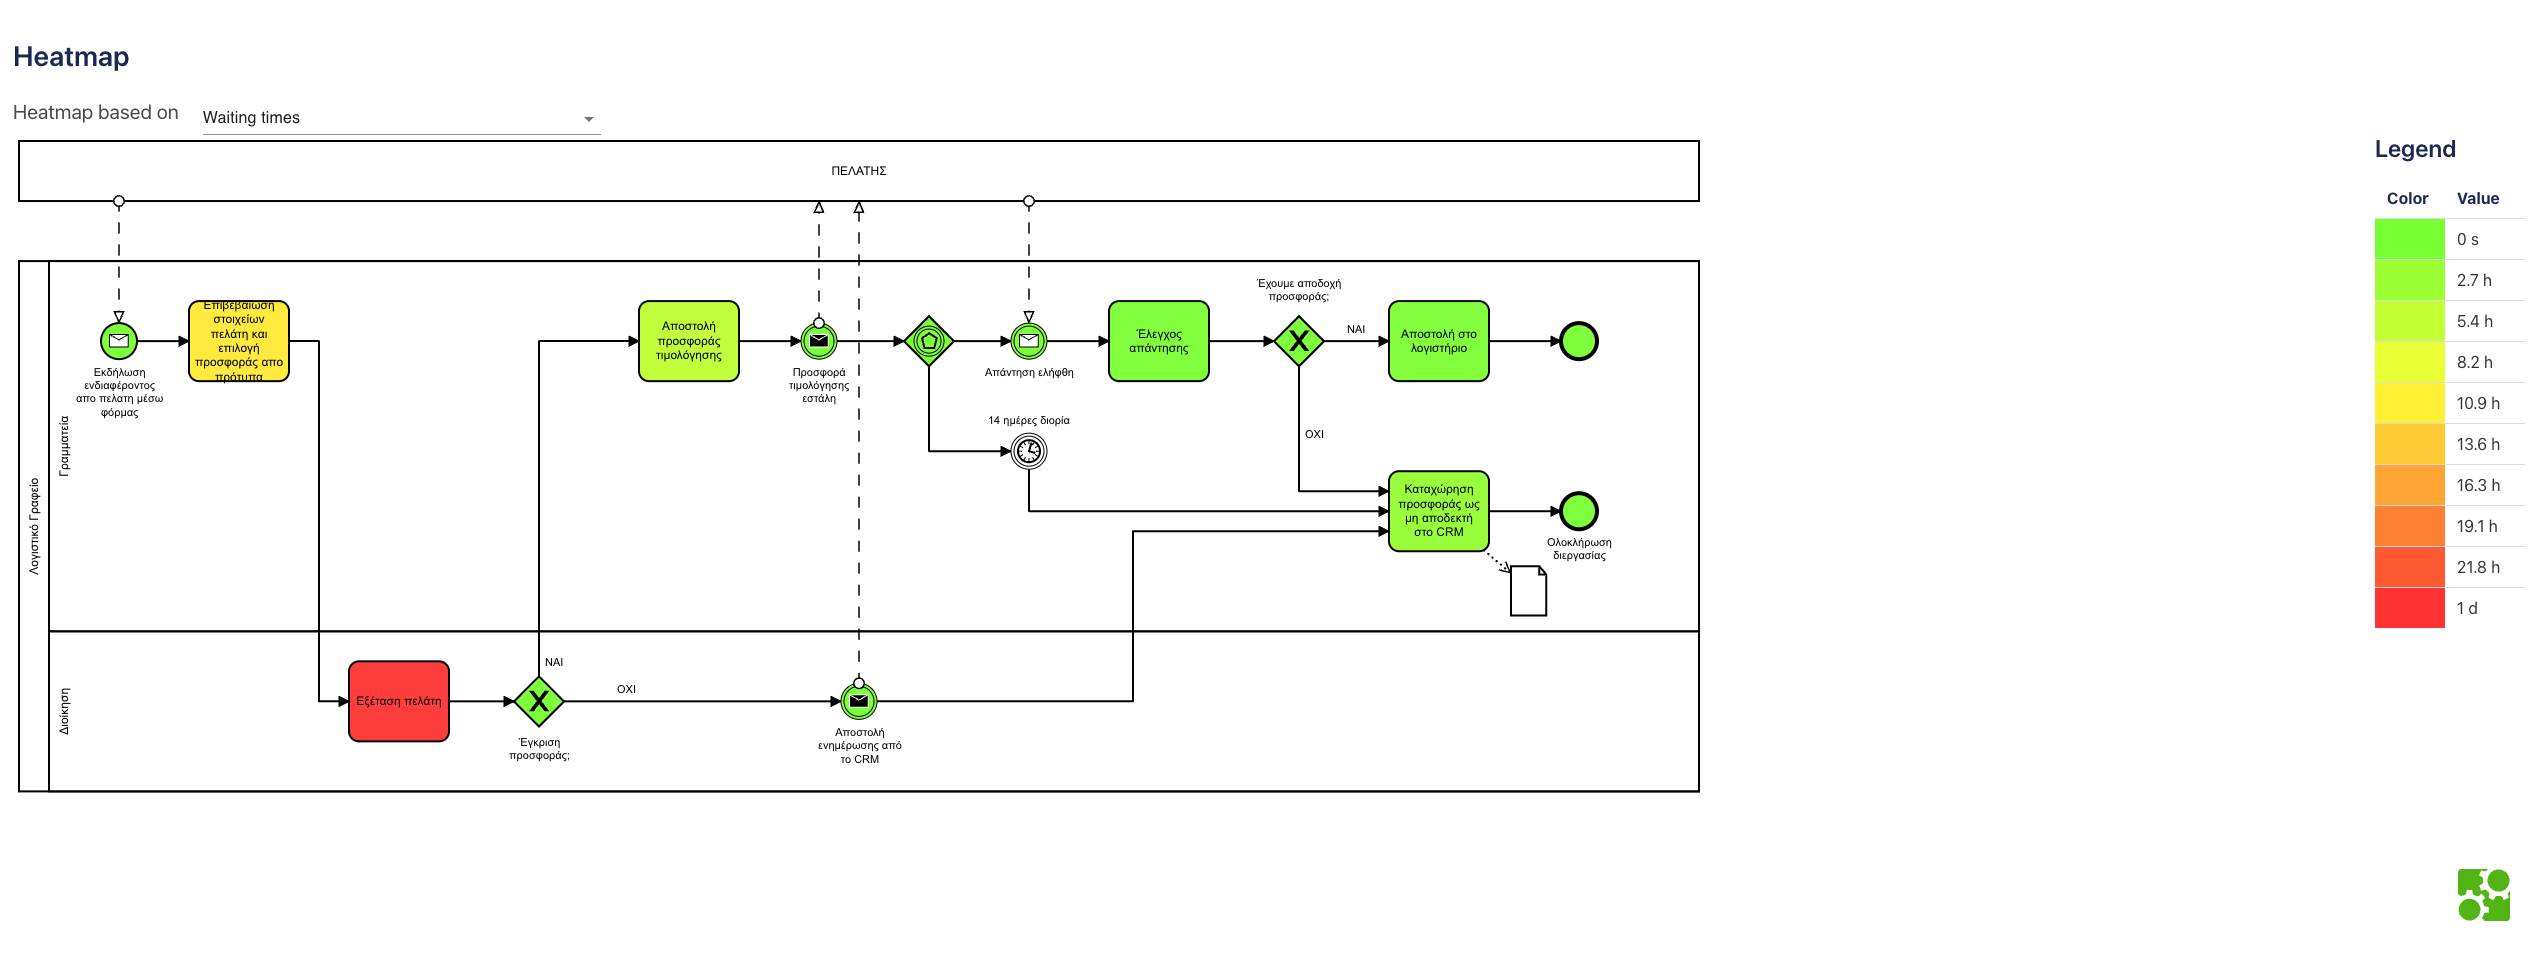 Heatmap
Heatmap based on
Waiting times
ΠΕΛΑΤΗΣ
Λογιστικό Γραφείο
Γραμματεία
Εκδήλωση
ενδιαφέροντος
απο πελατη μέσω
φόρμας
Επιβεβαίωση
στοιχείων
πελάτη και
επιλογή
προσφοράς απο
πρότυπα
Αποστολή
προσφοράς
τιμολόγησης
Προσφορά
τιμολόγησης
εστάλη
Απάντηση ελήφθη
14 ημέρες διορία
Έλεγχος
απάντησης
Έχουμε αποδοχή
προσφοράς;
ΝΑΙ
ΟΧΙ
Αποστολή στο
λογιστήριο
Καταχώρηση
προσφοράς ως
μη αποδεκτή
στο CRM
Ολοκλήρωση
διεργασίας
Διοίκηση
Εξέταση πελάτη
ΝΑΙ
ΟΧΙ
Έγκριση
προσφοράς;
Αποστολή
ενημέρωσης από
το CRM
Legend
Color Value
0 s
2.7 h
5.4 h
8.2 h
10.9 h
13.6 h
16.3 h
19.1 h
21.8 h
1 d